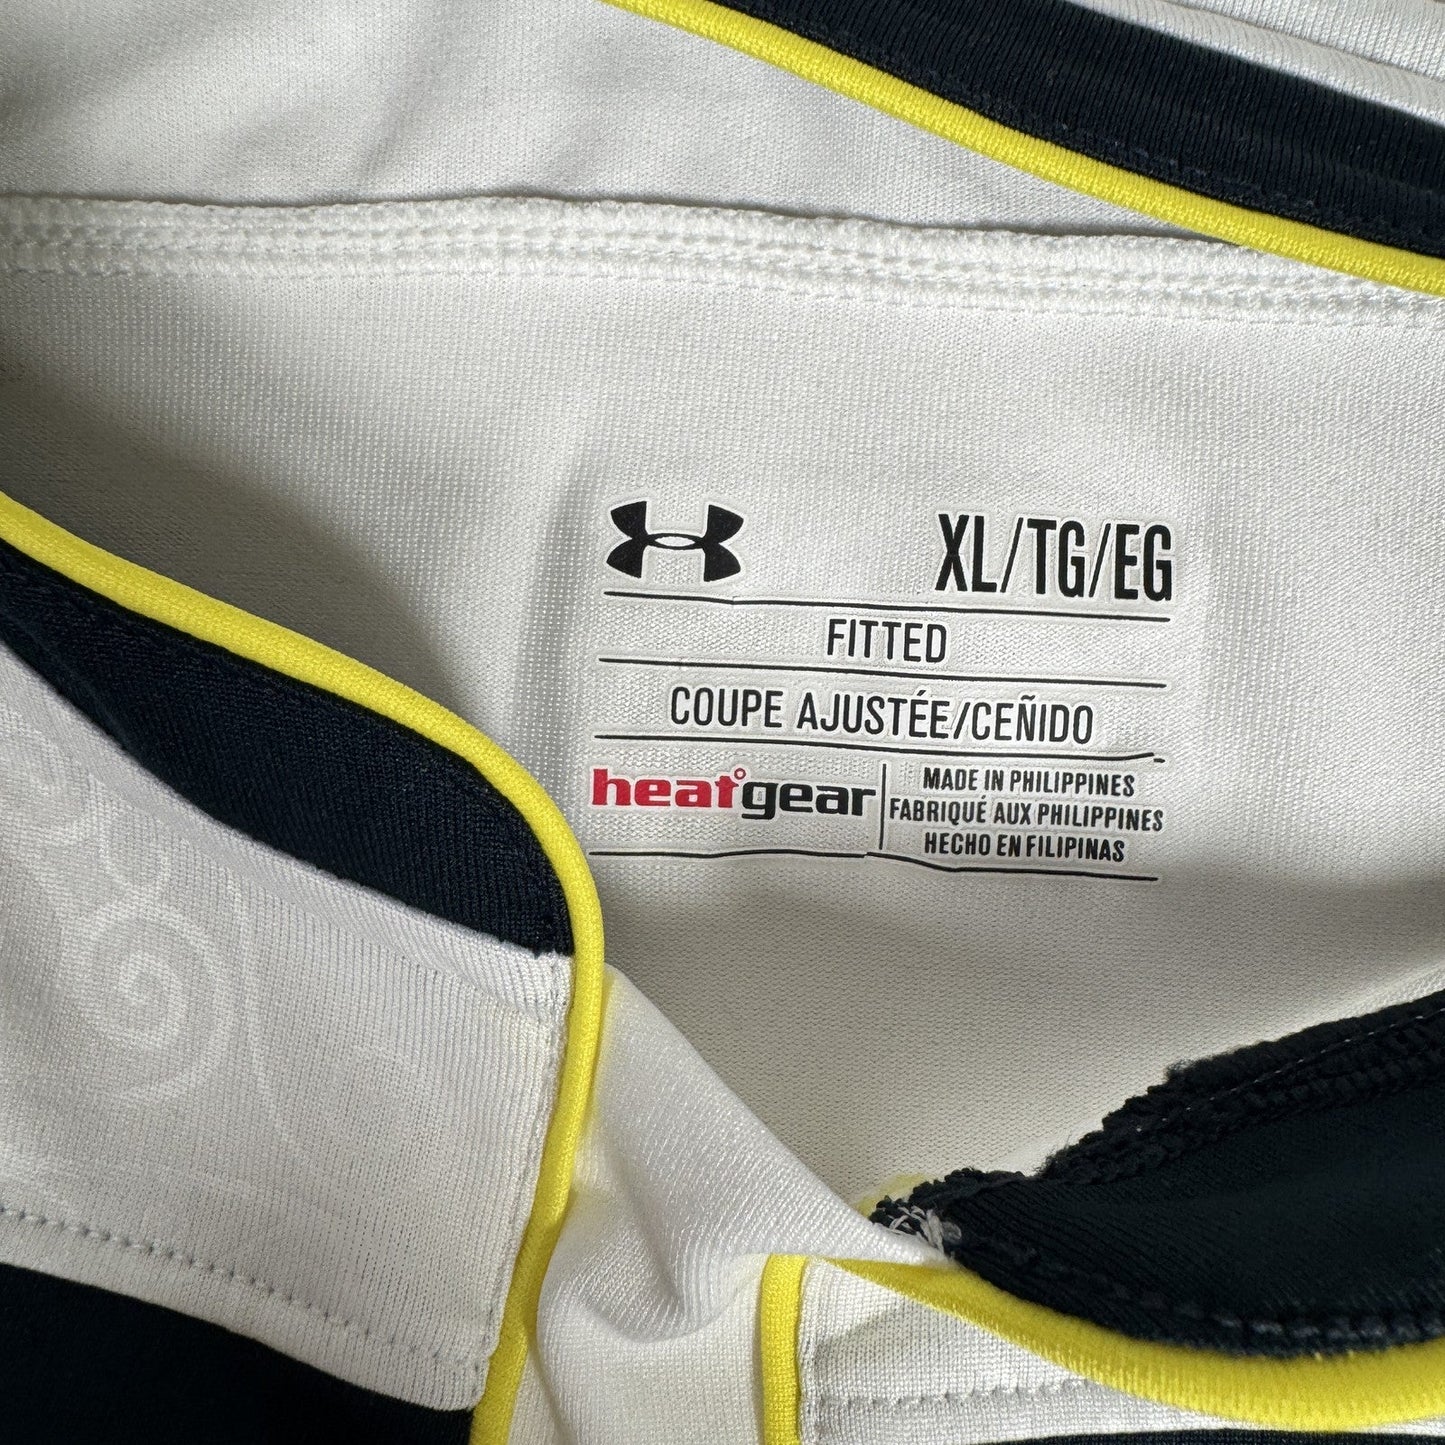 XL/TG/EG
FITTED
COUPE AJUSTÉE/CEÑIDO
heatgear
MADE IN PHILIPPINES
FABRIQUÉ AUX PHILIPPINES
HECHO EN FILIPINAS